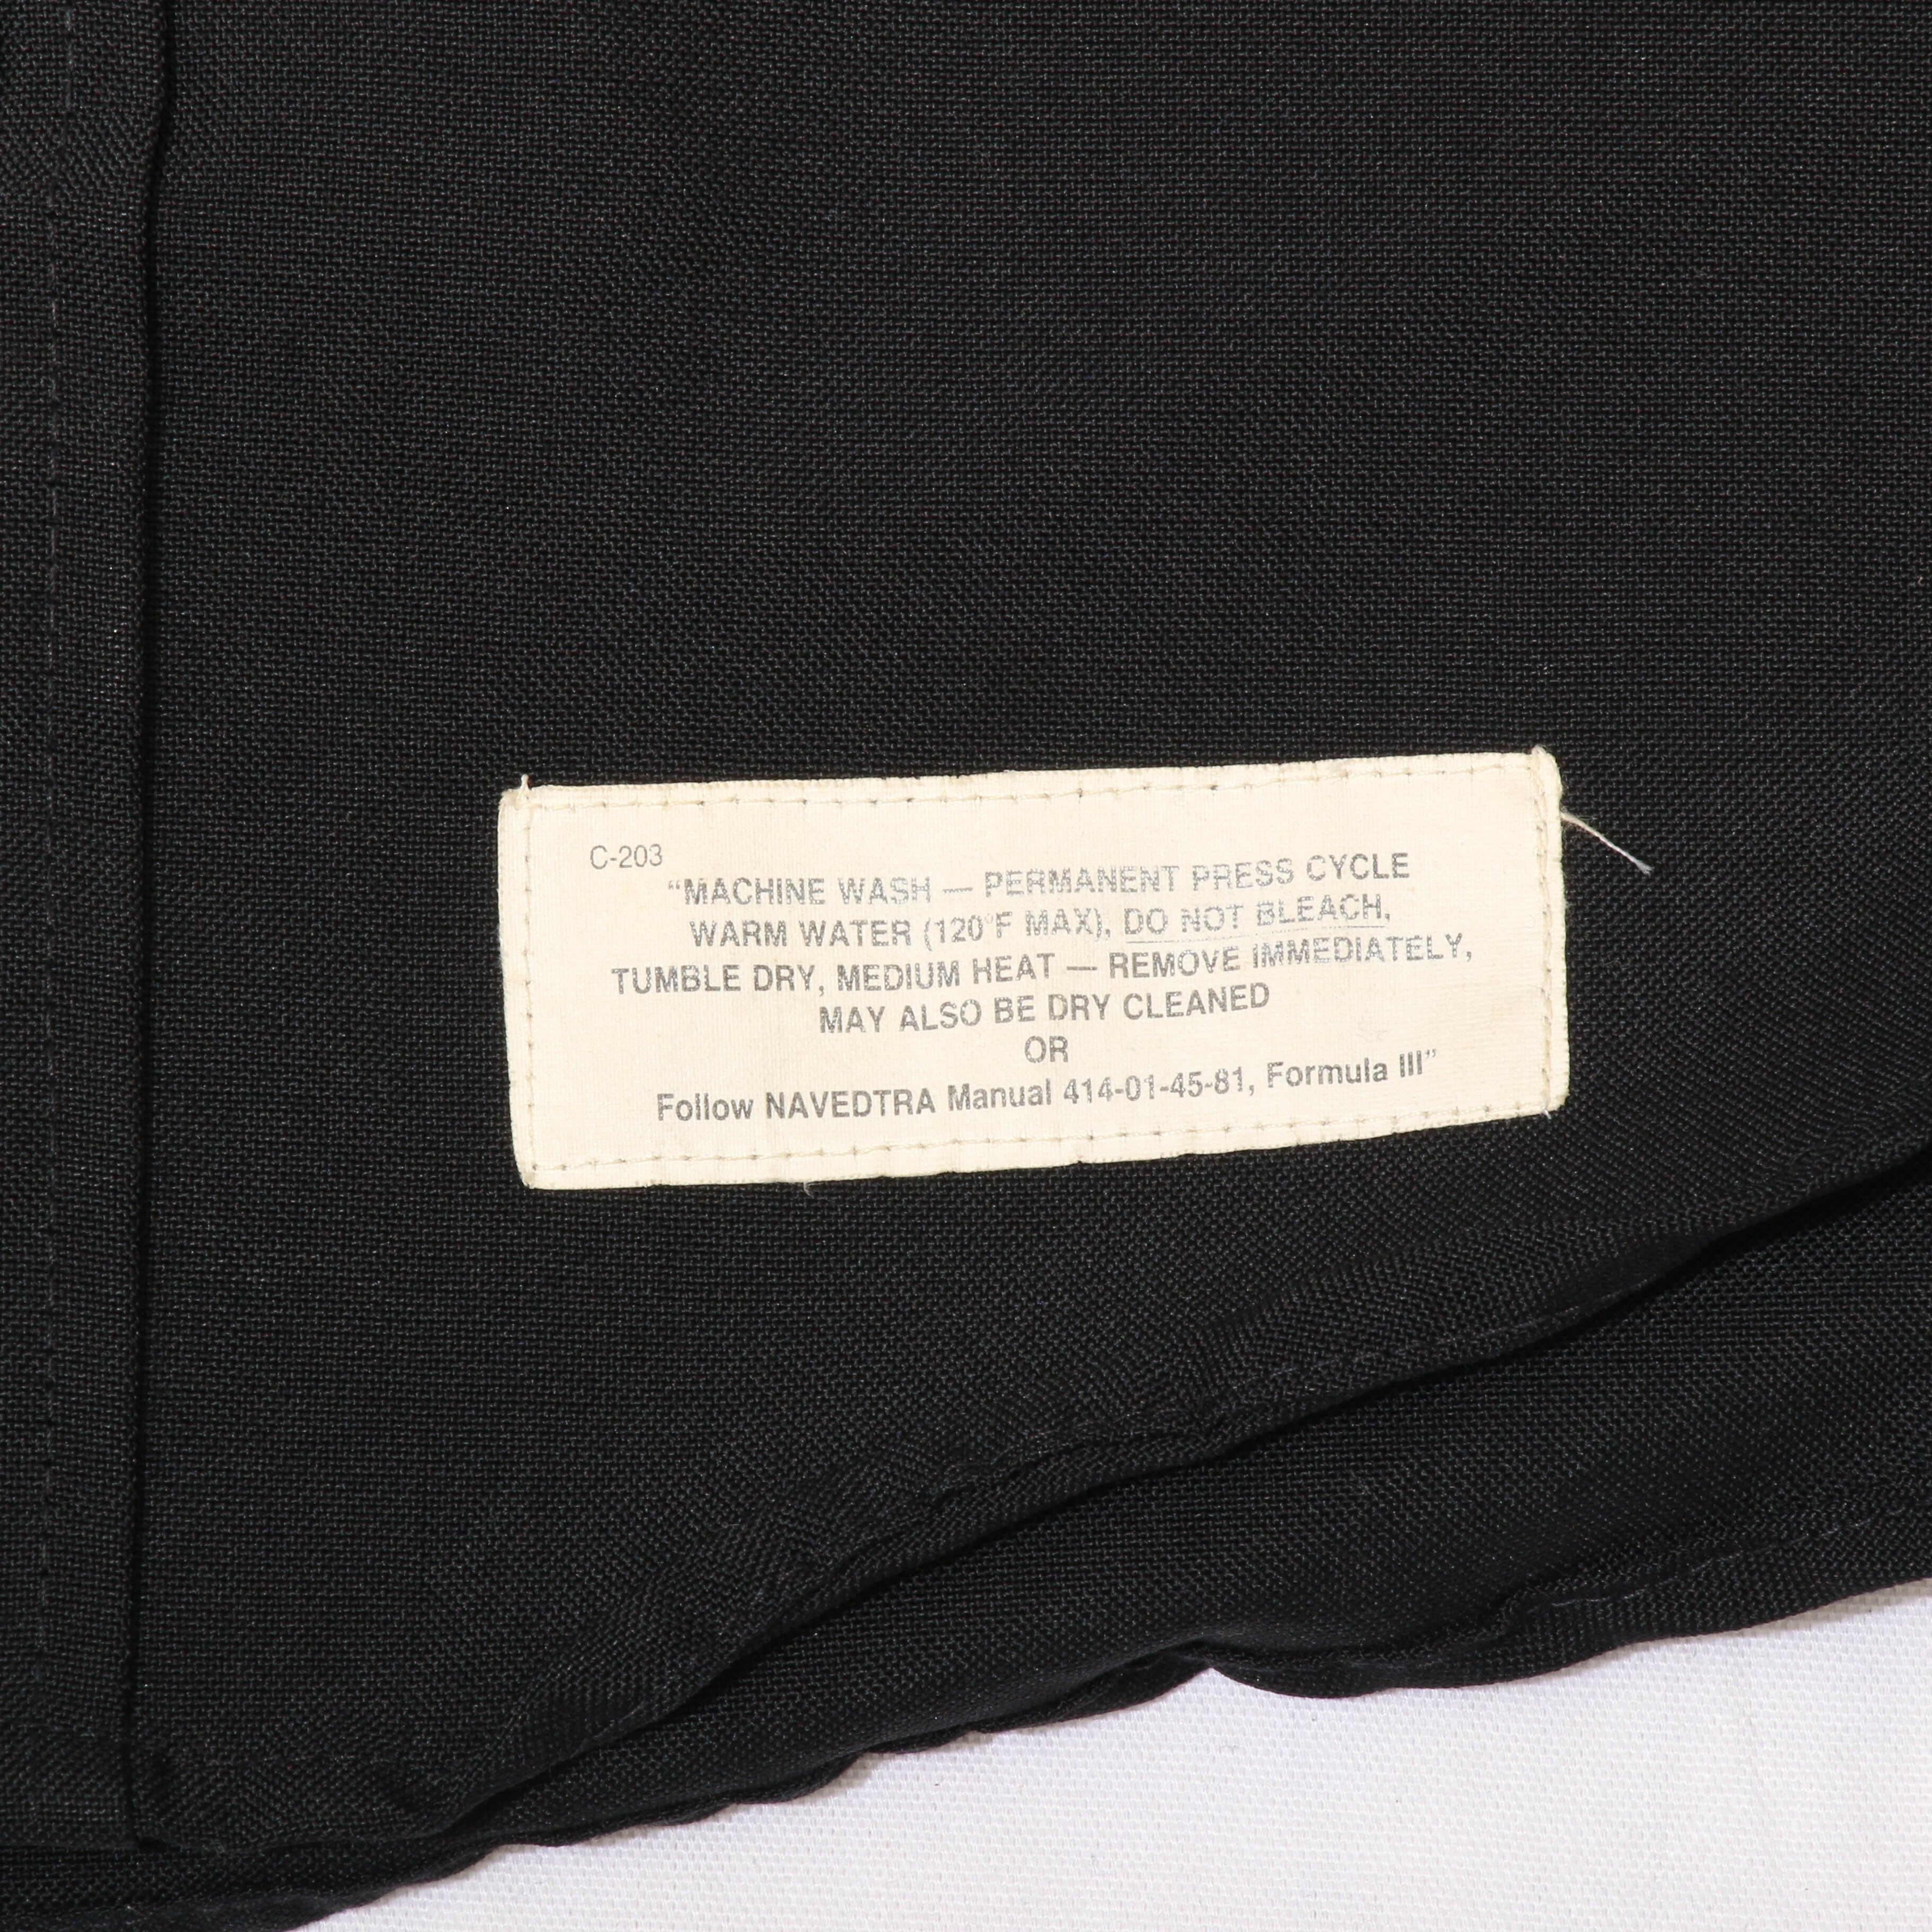 C-203
“MACHINE WASH — PERMANENT PRESS CYCLE
WARM WATER (120°F MAX), DO NOT BLEACH,
TUMBLE DRY, MEDIUM HEAT — REMOVE IMMEDIATELY,
MAY ALSO BE DRY CLEANED
OR
Follow NAVEDTRA Manual 414-01-45-81, Formula III”